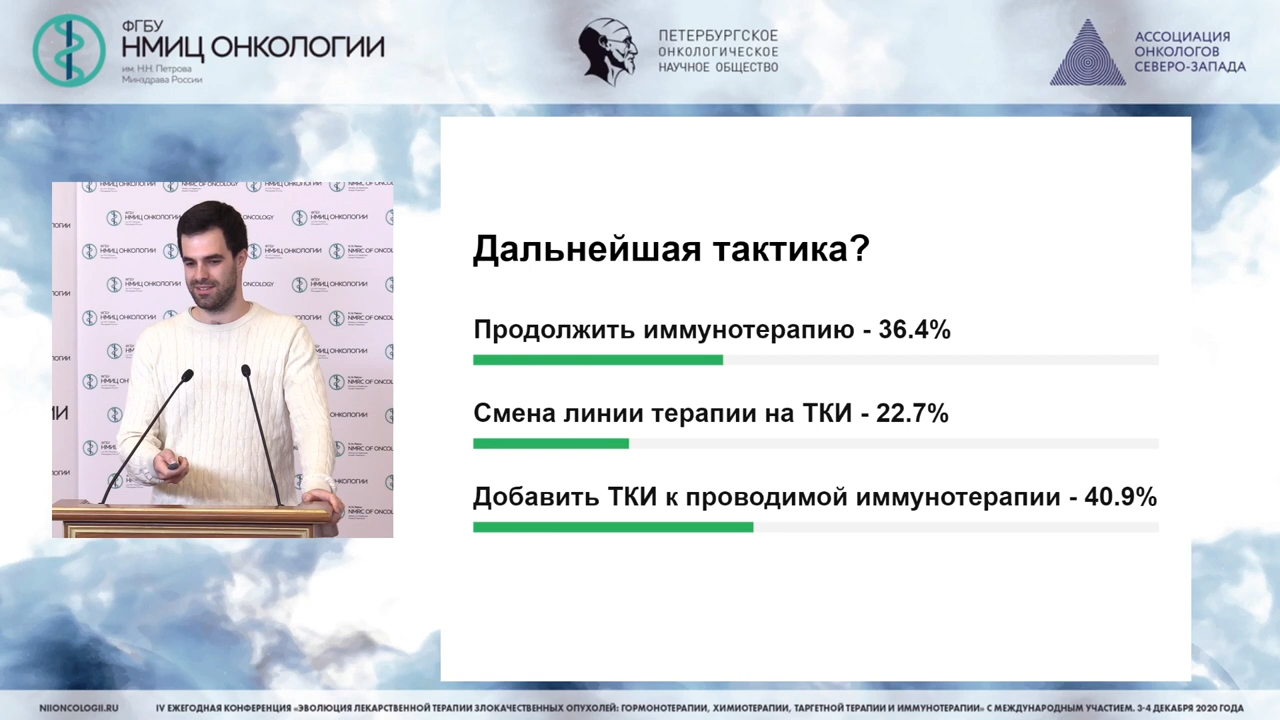 ФГБУ
НМИЦ ОНКОЛОГИИ
им. Н.Н. Петрова
Минздрава России
ПЕТЕРБУРГСКОЕ
ОНКОЛОГИЧЕСКОЕ
НАУЧНОЕ ОБЩЕСТВО
АССОЦИАЦИЯ
ОНКОЛОГОВ
СЕВЕРО-ЗАПАДА
Дальнейшая тактика?
Продолжить иммунотерапию - 36.4%
Смена линии терапии на ТКИ - 22.7%
Добавить ТКИ к проводимой иммунотерапии - 40.9%
NIIONCOLOGII.RU
IV ЕЖЕГОДНАЯ КОНФЕРЕНЦИЯ «ЭВОЛЮЦИЯ ЛЕКАРСТВЕННОЙ ТЕРАПИИ ЗЛОКАЧЕСТВЕННЫХ ОПУХОЛЕЙ: ГОРМОНОТЕРАПИИ, ХИМИОТЕРАПИИ, ТАРГЕТНОЙ ТЕРАПИИ И ИММУНОТЕРАПИИ» С МЕЖДУНАРОДНЫМ УЧАСТИЕМ. 3-4 ДЕКАБРЯ 2020 ГОДА